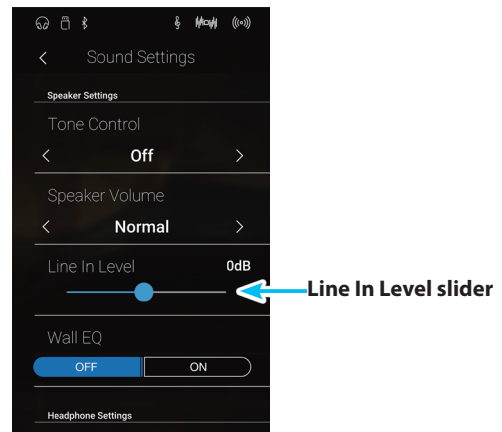 Sound Settings
Speaker Settings
Tone Control
Off
Speaker Volume
Normal
Line In Level 0dB
Line In Level slider
Wall EQ
OFF ON
Headphone Settings